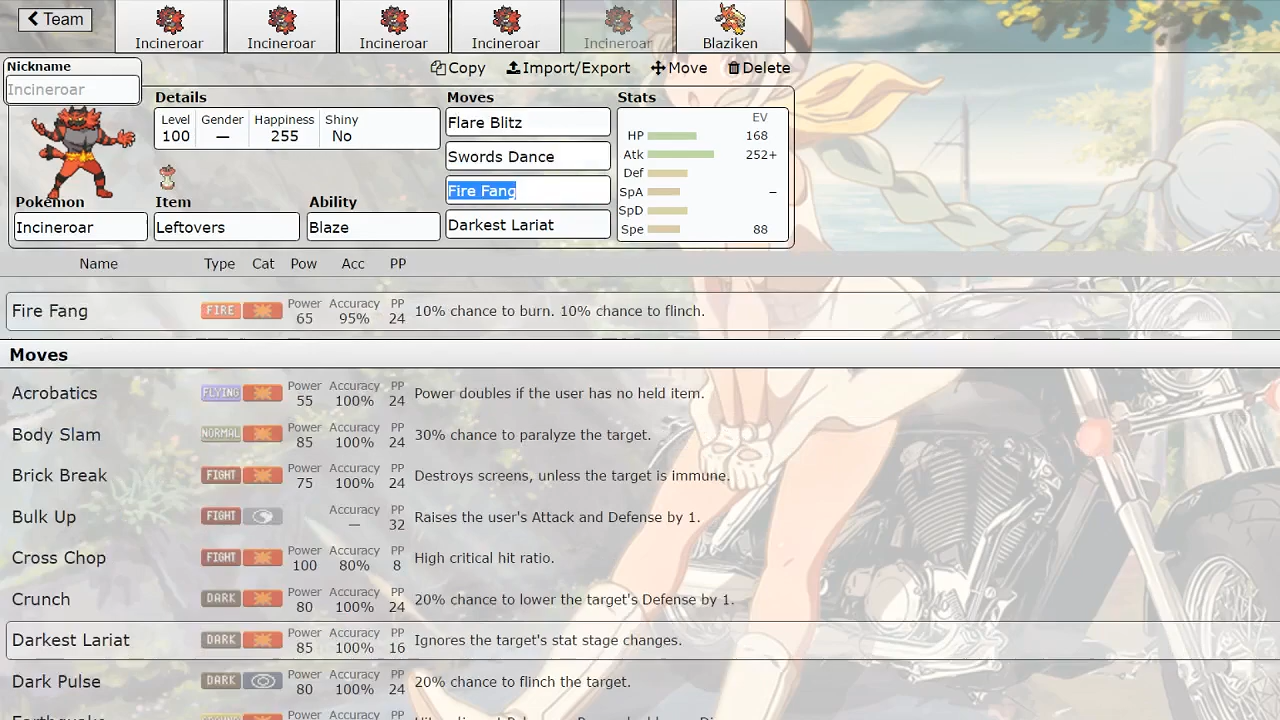 Team
Incineroar
Incineroar
Incineroar
Incineroar
Incineroar
Blaziken
Nickname
Incineroar
Copy
Import/Export
Move
Delete
Details
Level
100
Gender
—
Happiness
255
Shiny
No
Pokémon
Incineroar
Item
Leftovers
Ability
Blaze
Moves
Flare Blitz
Swords Dance
Fire Fang
Darkest Lariat
Stats
EV
HP 168
Atk 252+
Def
SpA –
SpD
Spe 88
Name Type Cat Pow Acc PP
Fire Fang FIRE Power 65 Accuracy 95% PP 24 10% chance to burn. 10% chance to flinch.
Moves
Acrobatics FLYING Power 55 Accuracy 100% PP 24 Power doubles if the user has no held item.
Body Slam NORMAL Power 85 Accuracy 100% PP 24 30% chance to paralyze the target.
Brick Break FIGHT Power 75 Accuracy 100% PP 24 Destroys screens, unless the target is immune.
Bulk Up FIGHT Accuracy — PP 32 Raises the user's Attack and Defense by 1.
Cross Chop FIGHT Power 100 Accuracy 80% PP 8 High critical hit ratio.
Crunch DARK Power 80 Accuracy 100% PP 24 20% chance to lower the target's Defense by 1.
Darkest Lariat DARK Power 85 Accuracy 100% PP 16 Ignores the target's stat stage changes.
Dark Pulse DARK Power 80 Accuracy 100% PP 24 20% chance to flinch the target.
Power Accuracy PP